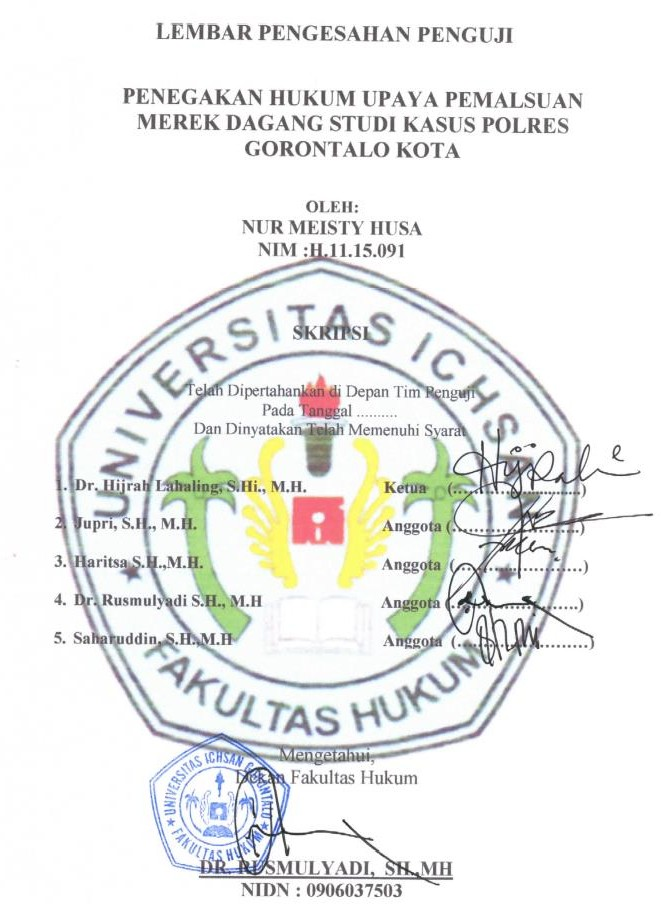 LEMBAR PENGESAHAN PENGUJI
PENEGAKAN HUKUM UPAYA PEMALSUAN
MEREK DAGANG STUDI KASUS POLRES
GORONTALO KOTA
OLEH:
NUR MEISTY HUSA
NIM :H.11.15.091
UNIVERSITAS ICHSAN
SKRIPSI
Telah Dipertahankan di Depan Tim Penguji
Pada Tanggal ..........
Dan Dinyatakan Telah Memenuhi Syarat
1. Dr. Hijrah Lahaling, S.Hi., M.H. Ketua (..........................)
2. Jupri, S.H., M.H. Anggota (..........................)
3. Haritsa S.H.,M.H. Anggota (..........................)
4. Dr. Rusmulyadi S.H., M.H Anggota (..........................)
5. Saharuddin, S.H.,M.H Anggota (..........................)
FAKULTAS HUKUM
Mengetahui,
Dekan Fakultas Hukum
UNIVERSITAS ICHSAN GORONTALO
FAKULTAS HUKUM
DR. RUSMULYADI, SH.,MH
NIDN : 0906037503